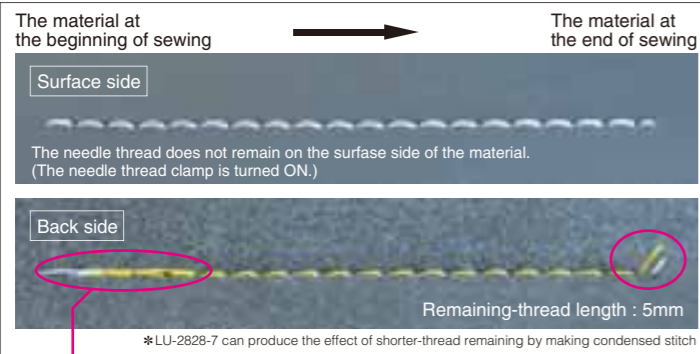 The material at
the beginning of sewing
The material at
the end of sewing
Surface side
The needle thread does not remain on the surfase side of the material.
(The needle thread clamp is turned ON.)
Back side
Remaining-thread length : 5mm
✻LU-2828-7 can produce the effect of shorter-thread remaining by making condensed stitch